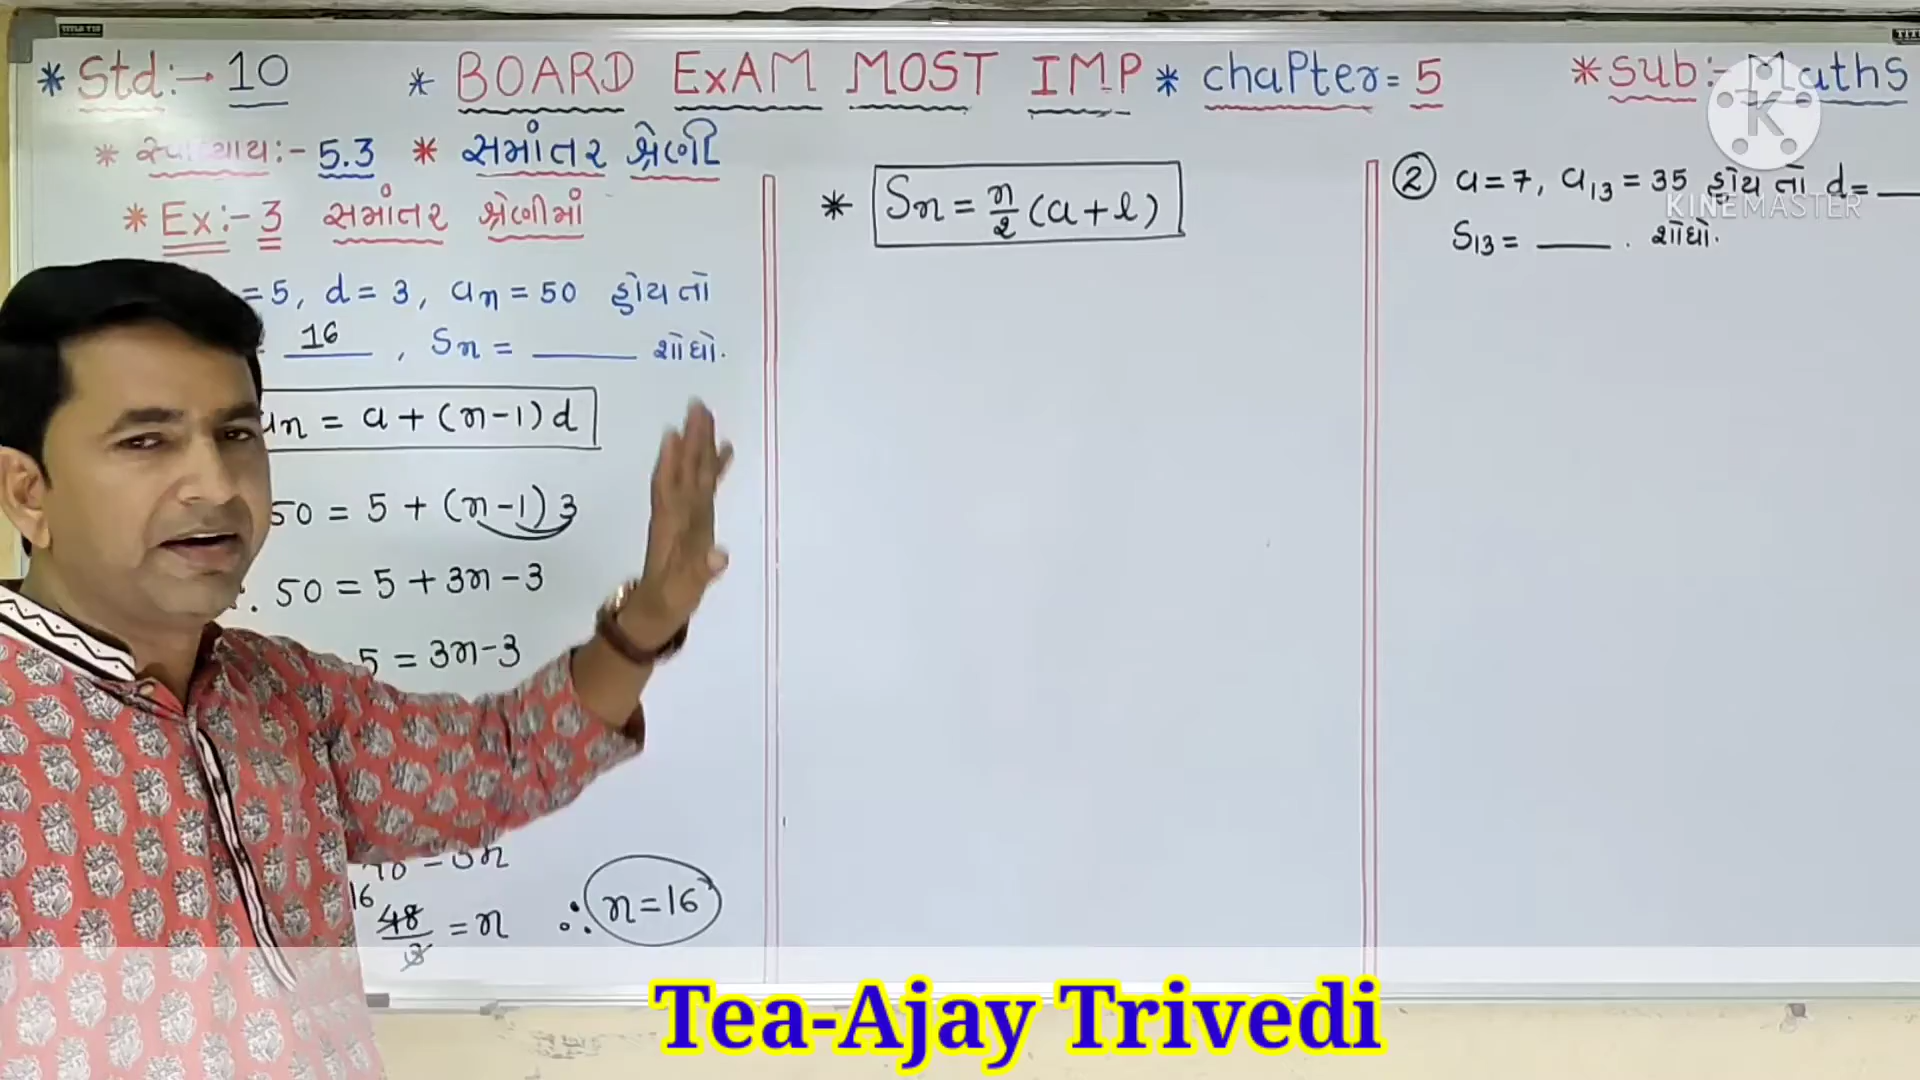 * Std:→ 10 * BOARD EXAM MOST IMP * chaPter = 5 * sub:- Maths
* સ્વાધ્યાય:- 5.3 * સમાંતર શ્રેણી
* Ex:- 3 સમાંતર શ્રેણીમાં
=5, d = 3, an = 50 હોય તો
16 , Sn = ______ શોધો.
an = a + (n-1) d
50 = 5 + (n-1) 3
50 = 5 + 3n - 3
5 = 3n - 3
16
48/3 = n ∴ n = 16
* Sn = n/2 (a + l)
② a = 7, a13 = 35 હોય તો d = ___
S13 = ____ . શોધો.
K
KINEMASTER
Tea-Ajay Trivedi